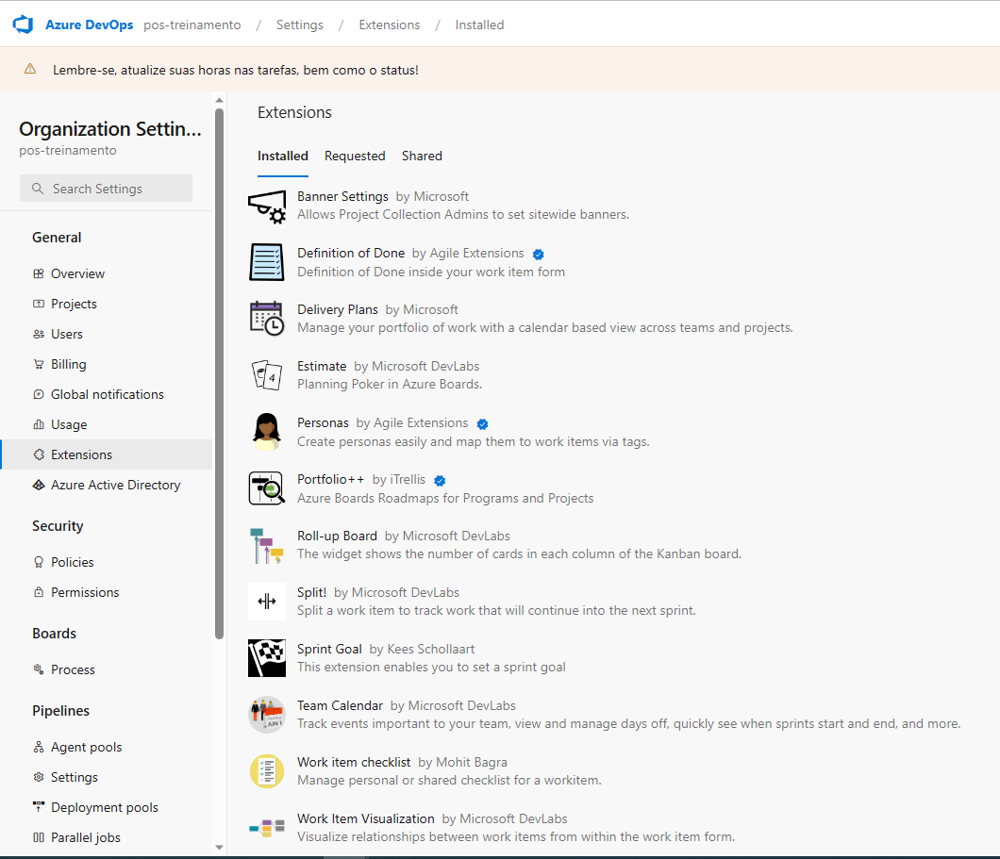 Azure DevOps pos-treinamento / Settings / Extensions / Installed
Lembre-se, atualize suas horas nas tarefas, bem como o status!
Organization Settin...
pos-treinamento
Search Settings
General
Overview
Projects
Users
Billing
Global notifications
Usage
Extensions
Azure Active Directory
Security
Policies
Permissions
Boards
Process
Pipelines
Agent pools
Settings
Deployment pools
Parallel jobs
Extensions
Installed Requested Shared
Banner Settings by Microsoft
Allows Project Collection Admins to set sitewide banners.
Definition of Done by Agile Extensions
Definition of Done inside your work item form
Delivery Plans by Microsoft
Manage your portfolio of work with a calendar based view across teams and projects.
4
Estimate by Microsoft DevLabs
Planning Poker in Azure Boards.
Personas by Agile Extensions
Create personas easily and map them to work items via tags.
Portfolio++ by iTrellis
Azure Boards Roadmaps for Programs and Projects
Roll-up Board by Microsoft DevLabs
The widget shows the number of cards in each column of the Kanban board.
Split! by Microsoft DevLabs
Split a work item to track work that will continue into the next sprint.
Sprint Goal by Kees Schollaart
This extension enables you to set a sprint goal
JUN 1
Team Calendar by Microsoft DevLabs
Track events important to your team, view and manage days off, quickly see when sprints start and end, and more.
Work item checklist by Mohit Bagra
Manage personal or shared checklist for a workitem.
Work Item Visualization by Microsoft DevLabs
Visualize relationships between work items from within the work item form.